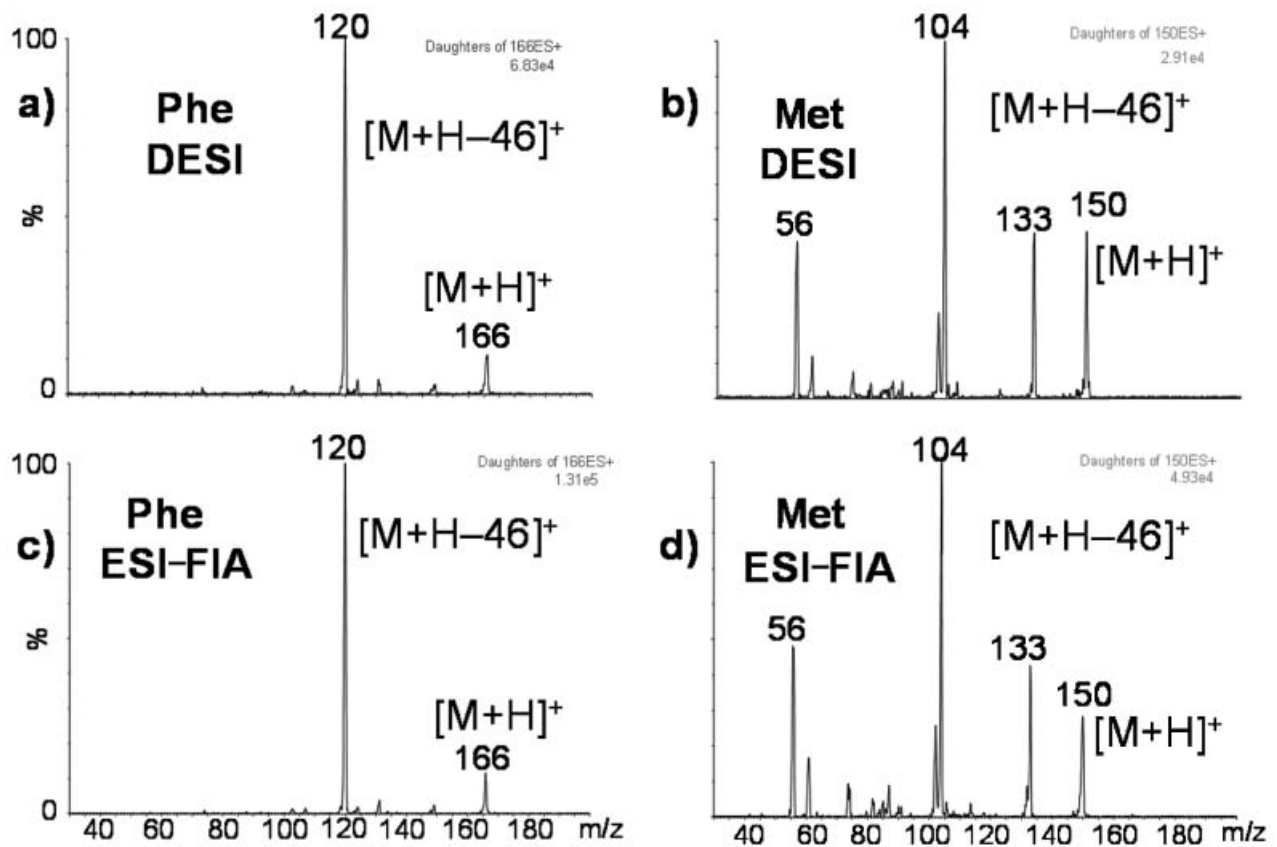 a)
Phe
DESI
100
%
0
120
Daughters of 166ES+
6.83e4
[M+H–46]+
[M+H]+
166
b)
Met
DESI
104
Daughters of 150ES+
2.91e4
[M+H–46]+
56
133
150
[M+H]+
c)
Phe
ESI–FIA
100
%
0
120
Daughters of 166ES+
1.31e5
[M+H–46]+
[M+H]+
166
40 60 80 100 120 140 160 180 m/z
d)
Met
ESI–FIA
104
Daughters of 150ES+
4.93e4
[M+H–46]+
56
133
150
[M+H]+
40 60 80 100 120 140 160 180 m/z